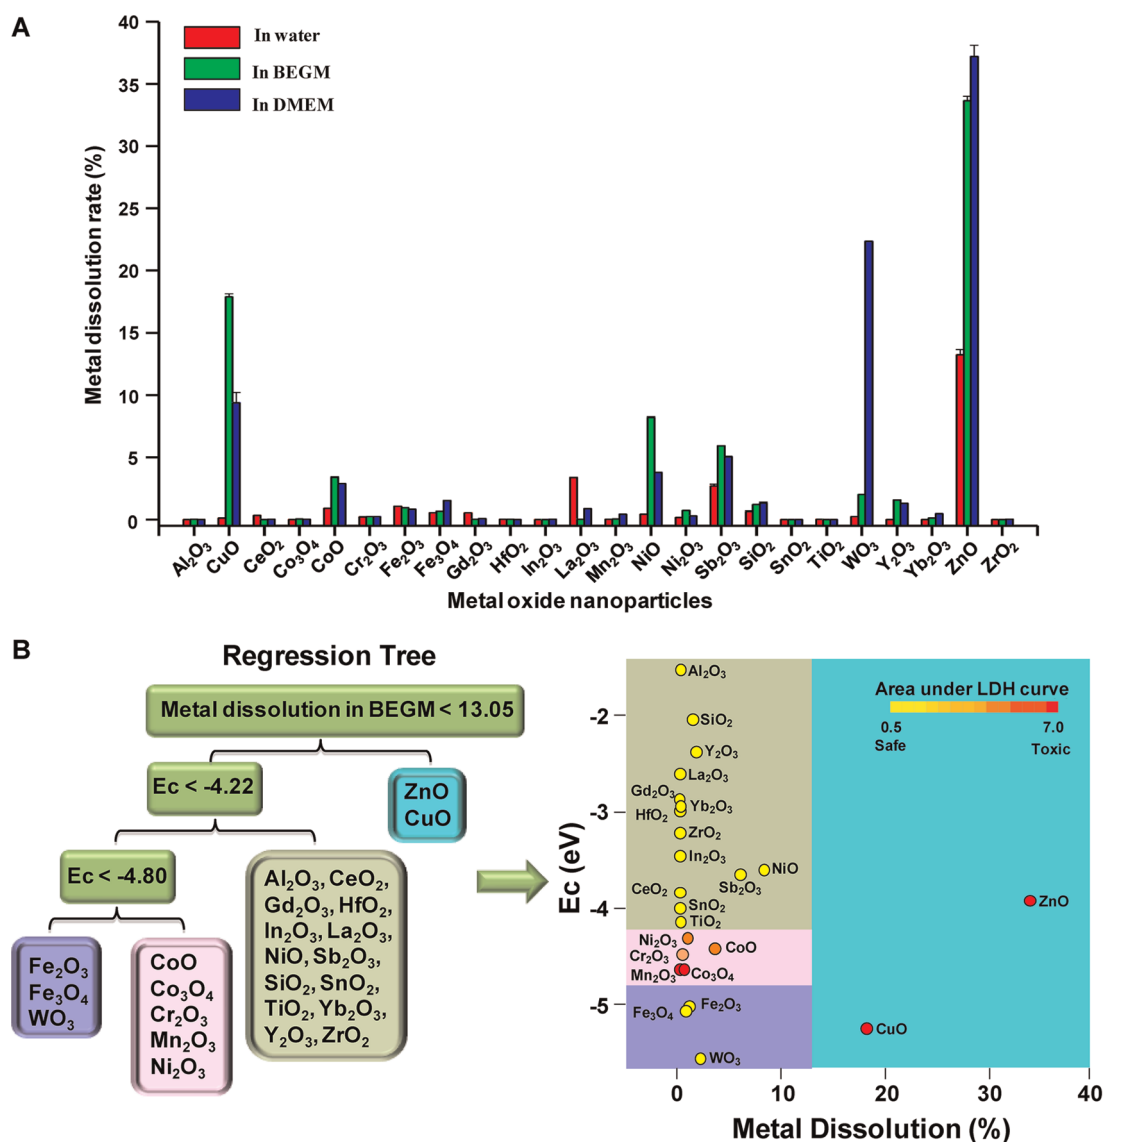 A
40
35
30
25
20
15
10
5
0
Metal dissolution rate (%)
In water
In BEGM
In DMEM
Al₂O₃ CuO CeO₂ Co₃O₄ CoO Cr₂O₃ Fe₂O₃ Fe₃O₄ Gd₂O₃ HfO₂ In₂O₃ La₂O₃ Mn₂O₃ NiO Ni₂O₃ Sb₂O₃ SiO₂ SnO₂ TiO₂ WO₃ Y₂O₃ Yb₂O₃ ZnO ZrO₂
Metal oxide nanoparticles
B
Regression Tree
Metal dissolution in BEGM < 13.05
Ec < -4.22
ZnO
CuO
Ec < -4.80
Al₂O₃, CeO₂,
Gd₂O₃, HfO₂,
In₂O₃, La₂O₃,
NiO, Sb₂O₃,
SiO₂, SnO₂,
TiO₂, Yb₂O₃,
Y₂O₃, ZrO₂
Fe₂O₃
Fe₃O₄
WO₃
CoO
Co₃O₄
Cr₂O₃
Mn₂O₃
Ni₂O₃
Ec (eV)
-2
-3
-4
-5
Area under LDH curve
0.5 7.0
Safe Toxic
Al₂O₃
SiO₂
Y₂O₃
La₂O₃
Gd₂O₃
Yb₂O₃
HfO₂
ZrO₂
In₂O₃
NiO
Sb₂O₃
CeO₂
SnO₂
ZnO
TiO₂
Ni₂O₃
CoO
Cr₂O₃
Mn₂O₃ Co₃O₄
Fe₂O₃
Fe₃O₄
CuO
WO₃
0 10 20 30 40
Metal Dissolution (%)